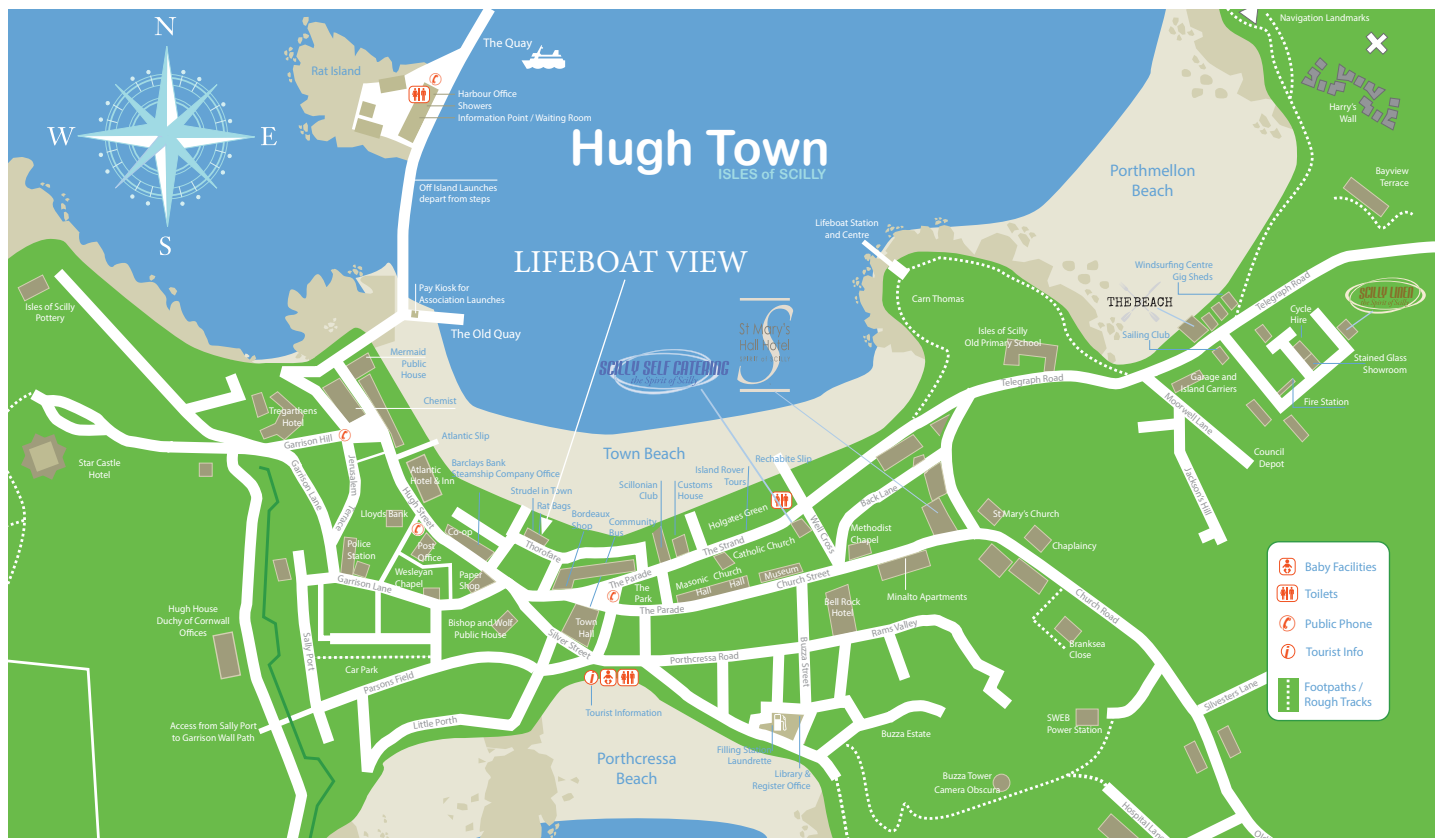 N
W
E
S
Rat Island
The Quay
Harbour Office
Showers
Information Point / Waiting Room
Hugh Town
ISLES of SCILLY
Off Island Launches
depart from steps
Navigation Landmarks
Harry's
Wall
Bayview
Terrace
Porthmellon
Beach
Lifeboat Station
and Centre
LIFEBOAT VIEW
Windsurfing Centre
Gig Sheds
Telegraph Road
Isles of Scilly
Pottery
Pay Kiosk for
Association Launches
The Old Quay
Carn Thomas
THE BEACH
SCILLY LINEN
the Spirit of Scilly
Cycle
Hire
St Mary's
Hall Hotel
Isles of Scilly
Old Primary School
Sailing Club
Mermaid
Public
House
SCILLY SELF CATERING
the Spirit of Scilly
Stained Glass
Showroom
Telegraph Road
Garage and
Island Carriers
Fire Station
Chemist
Moorwell Lane
Tregarthens
Hotel
Garrison Hill
Atlantic Slip
Star Castle
Hotel
Town Beach
Rechabite Slip
Council
Depot
Barclays Bank
Steamship Company Office
Atlantic
Hotel & Inn
Island Rover
Tours
Garrison Lane
Jerusalem
Terrace
Hugh Street
Strudel in Town
Rat Bags
Scillonian
Club
Customs
House
Back Lane
Jackson's Hill
Lloyds Bank
Bordeaux
Shop
Community
Bus
Holgates Green
Well Cross
St Mary's Church
Co-op
Methodist
Chapel
Police
Station
Post
Office
Thorofare
The Strand
Catholic Church
Chaplaincy
Wesleyan
Chapel
Paper
Shop
The Parade
Masonic
Hall
Church
Hall
Museum
Church Street
Garrison Lane
The
Park
The Parade
Minalto Apartments
Church Road
Hugh House
Duchy of Cornwall
Offices
Bishop and Wolf
Public House
Silver Street
Town
Hall
Bell Rock
Hotel
Rams Valley
Branksea
Close
Sally Port
Car Park
Parsons Field
Porthcressa Road
Buzza Street
Silvesters Lane
Little Porth
Tourist Information
Access from Sally Port
to Garrison Wall Path
SWEB
Power Station
Buzza Estate
Porthcressa
Beach
Laundrette
Library &
Register Office
Buzza Tower
Camera Obscura
Baby Facilities
Toilets
Public Phone
Tourist Info
Footpaths /
Rough Tracks